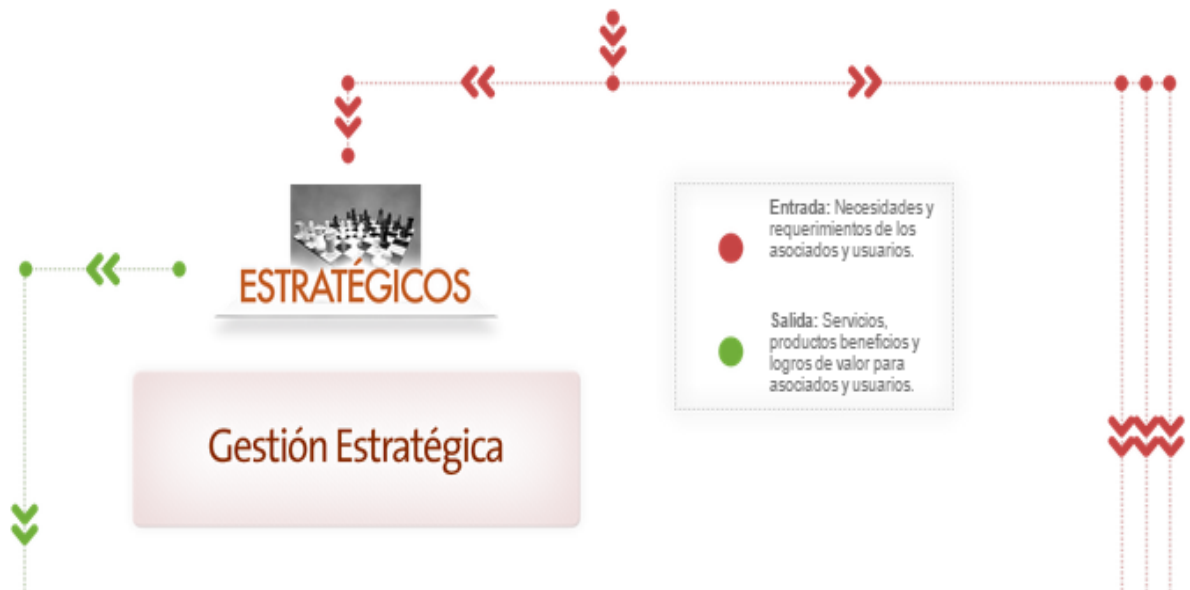 ESTRATÉGICOS
Gestión Estratégica
Entrada: Necesidades y
requerimientos de los
asociados y usuarios.
Salida: Servicios,
productos beneficios y
logros de valor para
asociados y usuarios.